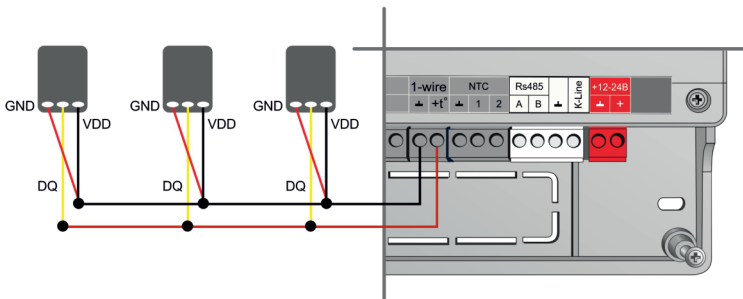 1-wire NTC Rs485 K-Line +12-24В
+t° 1 2 A B +
GND VDD GND VDD GND VDD
DQ DQ DQ